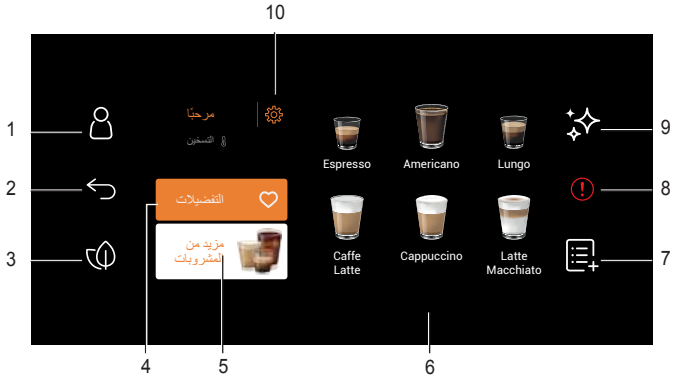 10
مرحبًا
التسخين
1
2
3
التفضيلات
مزيد من
المشروبات
Espresso
Americano
Lungo
Caffe
Latte
Cappuccino
Latte
Macchiato
9
8
7
4
5
6